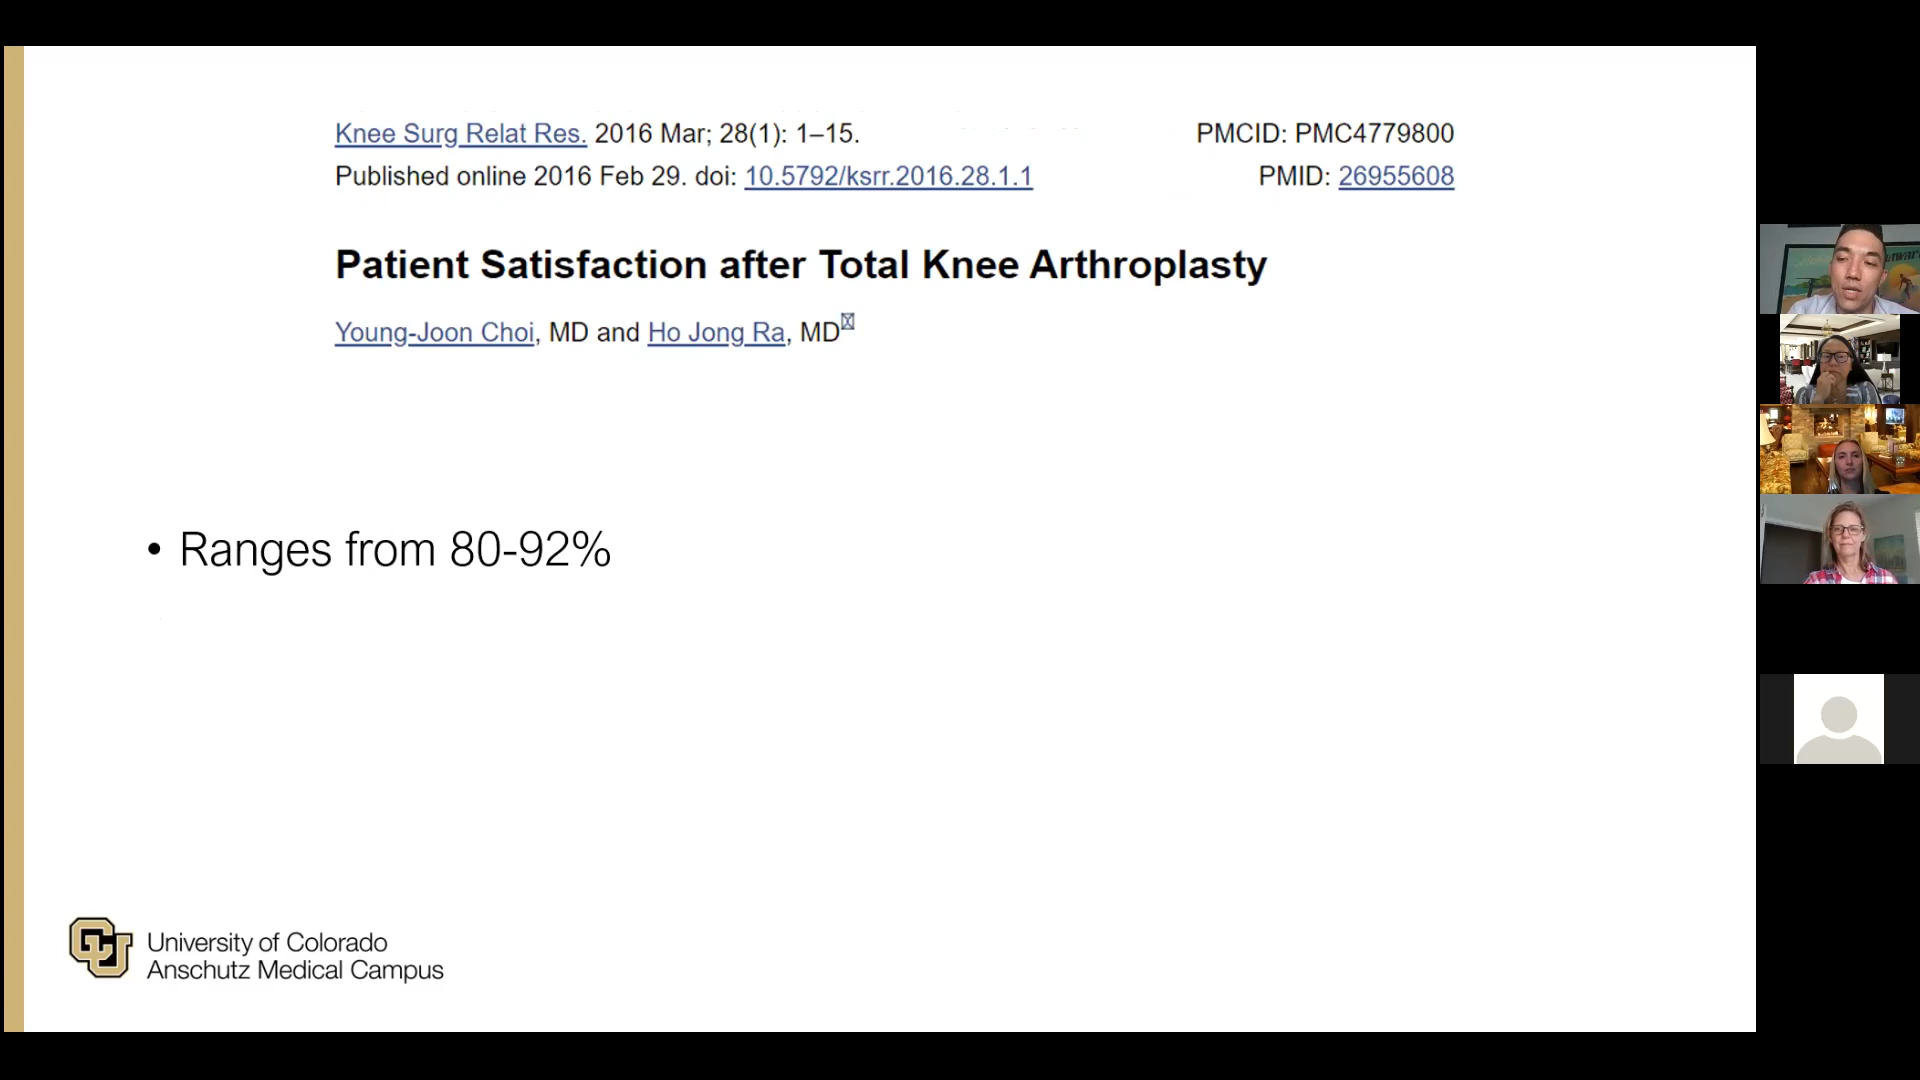 Knee Surg Relat Res. 2016 Mar; 28(1): 1–15. PMCID: PMC4779800
Published online 2016 Feb 29. doi: 10.5792/ksrr.2016.28.1.1 PMID: 26955608
Patient Satisfaction after Total Knee Arthroplasty
Young-Joon Choi, MD and Ho Jong Ra, MD
• Ranges from 80-92%
CU
University of Colorado
Anschutz Medical Campus